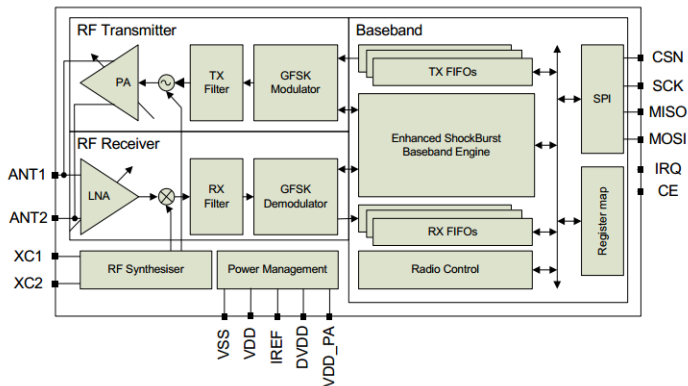 RF Transmitter
Baseband
PA
TX
Filter
GFSK
Modulator
TX FIFOs
SPI
CSN
SCK
MISO
MOSI
Enhanced ShockBurst
Baseband Engine
RF Receiver
ANT1
ANT2
LNA
RX
Filter
GFSK
Demodulator
RX FIFOs
Register map
IRQ
CE
XC1
XC2
RF Synthesiser
Power Management
Radio Control
VSS
VDD
IREF
DVDD
VDD_PA